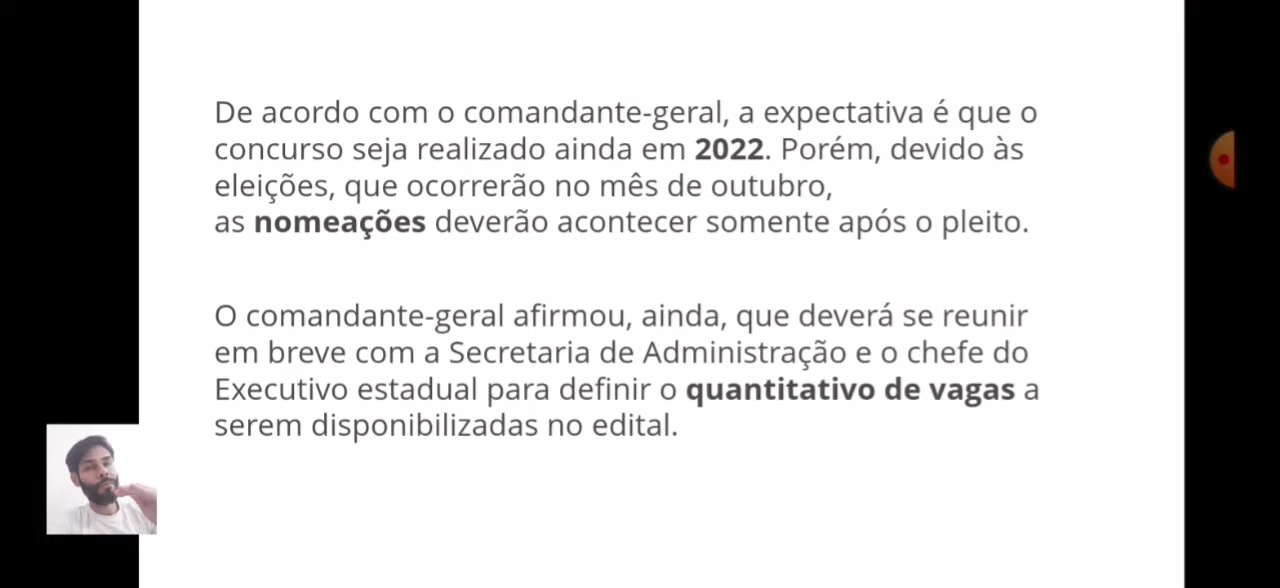 De acordo com o comandante-geral, a expectativa é que o
concurso seja realizado ainda em 2022. Porém, devido às
eleições, que ocorrerão no mês de outubro,
as nomeações deverão acontecer somente após o pleito.
O comandante-geral afirmou, ainda, que deverá se reunir
em breve com a Secretaria de Administração e o chefe do
Executivo estadual para definir o quantitativo de vagas a
serem disponibilizadas no edital.